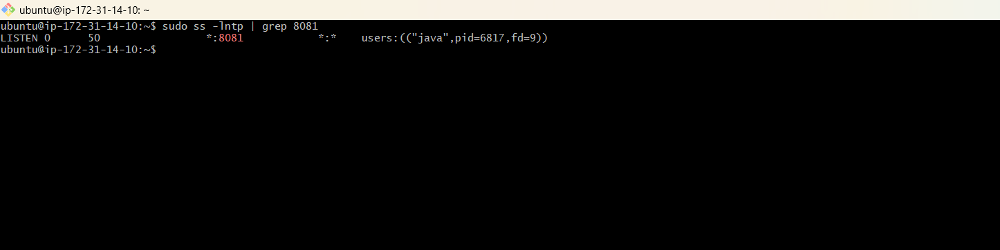 ubuntu@ip-172-31-14-10: ~
ubuntu@ip-172-31-14-10:~$ sudo ss -lntp | grep 8081
LISTEN 0      50                 *:8081            *:*    users:(("java",pid=6817,fd=9))
ubuntu@ip-172-31-14-10:~$